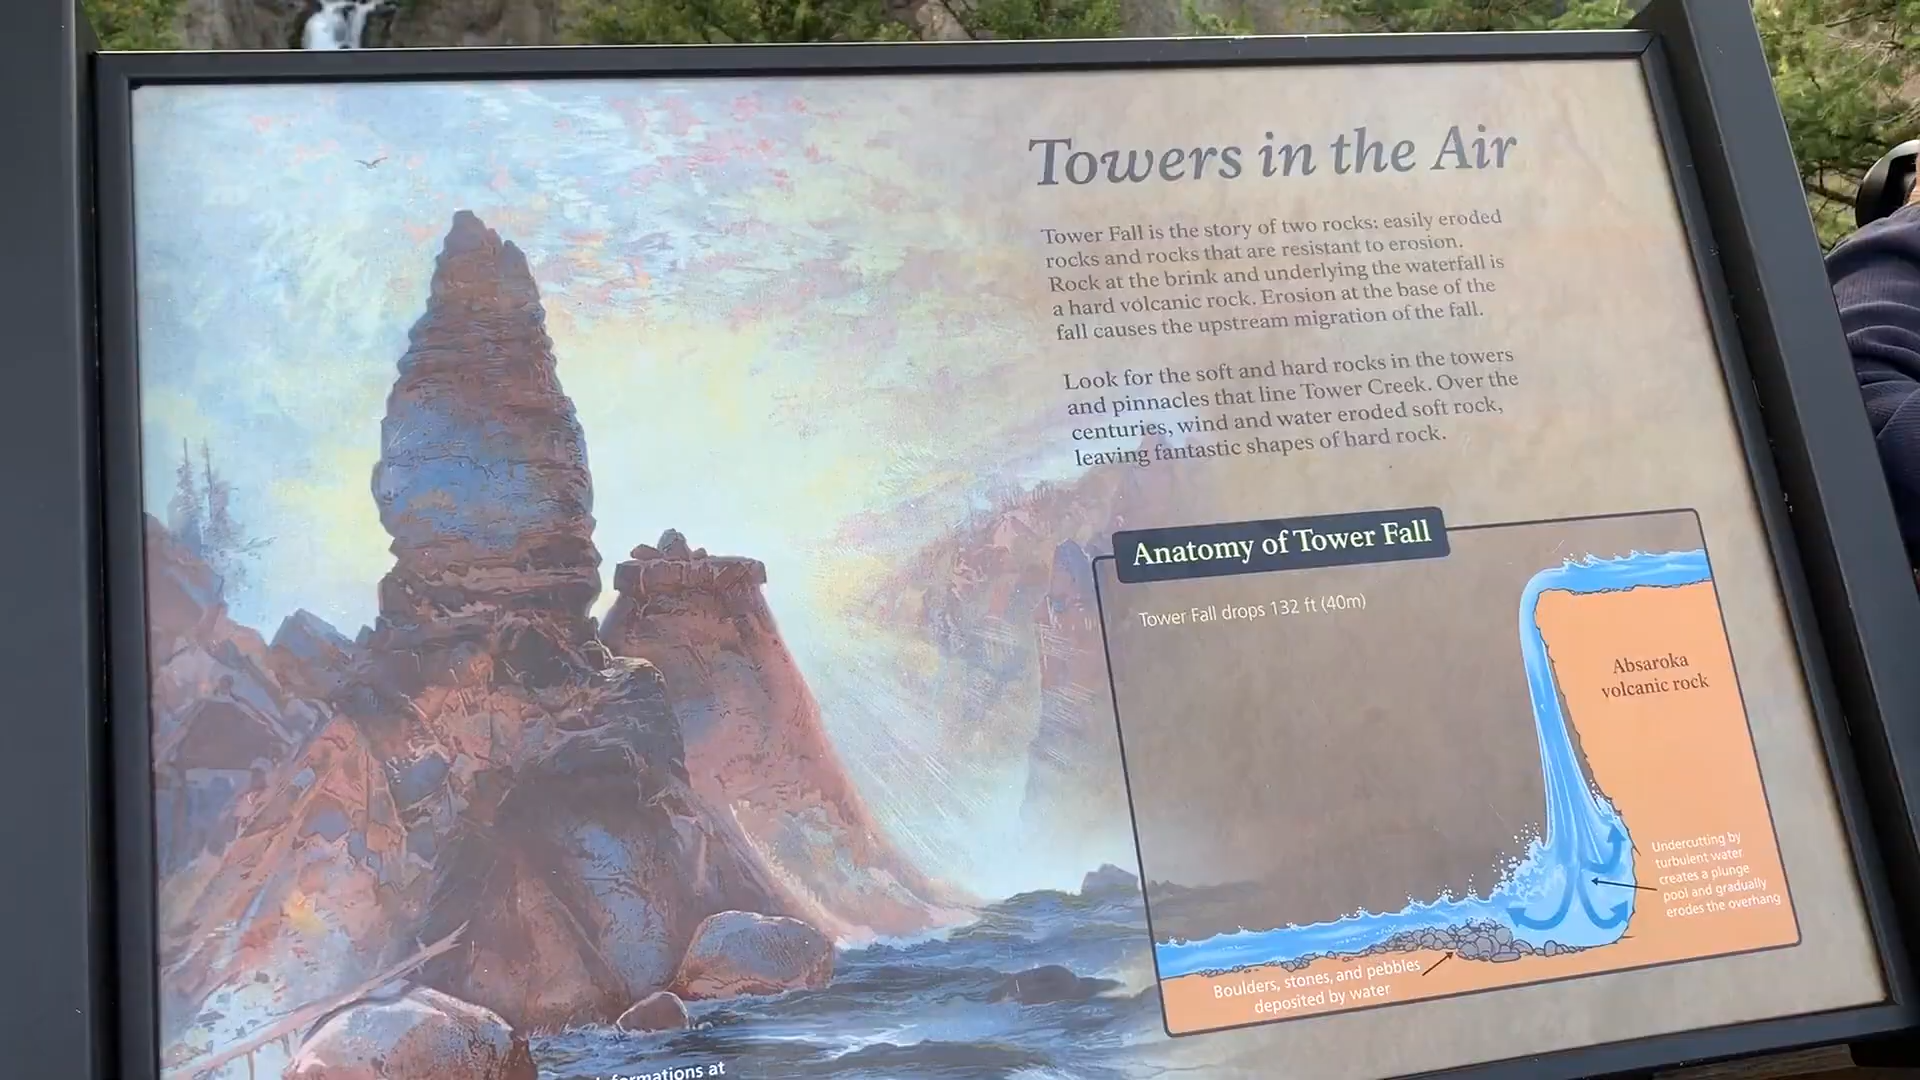 Towers in the Air
Tower Fall is the story of two rocks: easily eroded
rocks and rocks that are resistant to erosion.
Rock at the brink and underlying the waterfall is
a hard volcanic rock. Erosion at the base of the
fall causes the upstream migration of the fall.
Look for the soft and hard rocks in the towers
and pinnacles that line Tower Creek. Over the
centuries, wind and water eroded soft rock,
leaving fantastic shapes of hard rock.
Anatomy of Tower Fall
Tower Fall drops 132 ft (40m)
Absaroka
volcanic rock
Undercutting by
turbulent water
creates a plunge
pool and gradually
erodes the overhang
Boulders, stones, and pebbles
deposited by water
at